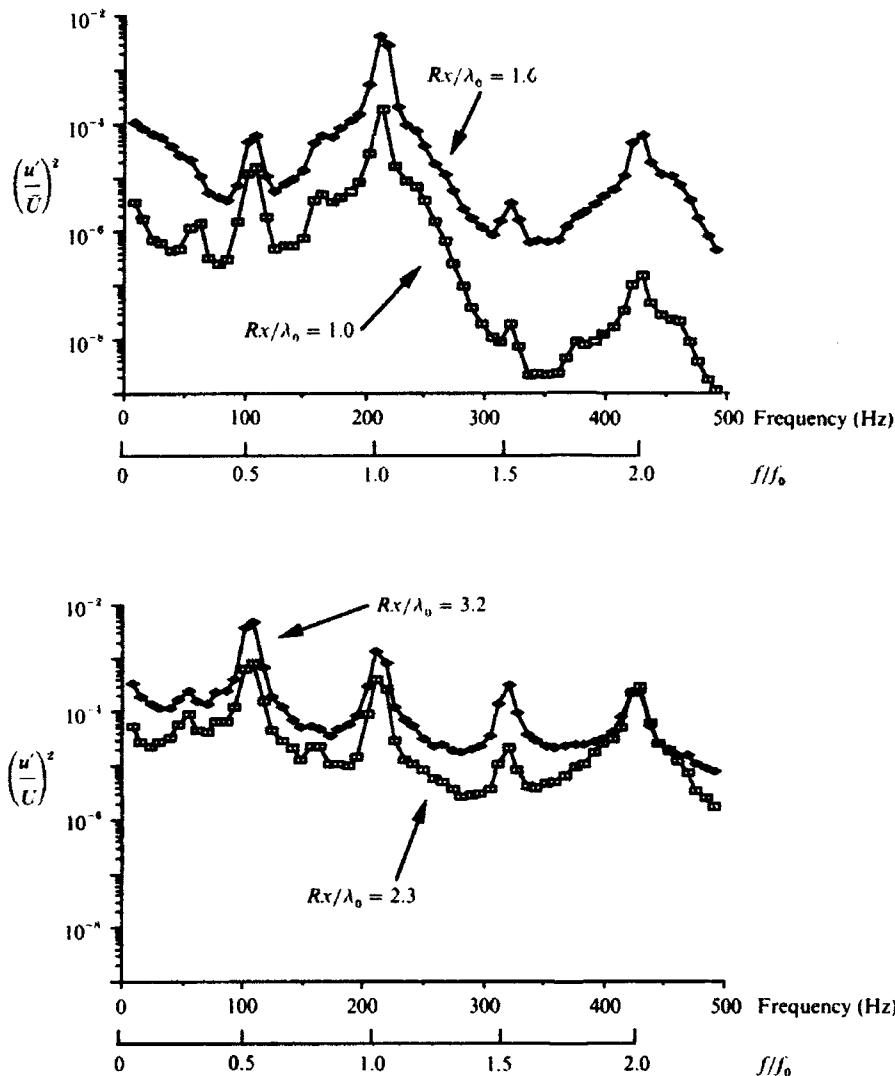 10⁻²
Rx/λ₀ = 1.6
10⁻⁴
(u′/Ū)²
10⁻⁶
Rx/λ₀ = 1.0
10⁻⁸
0 100 200 300 400 500 Frequency (Hz)
0 0.5 1.0 1.5 2.0 f/f₀
10⁻²
Rx/λ₀ = 3.2
10⁻⁴
(u′/U)²
10⁻⁶
Rx/λ₀ = 2.3
10⁻⁸
0 100 200 300 400 500 Frequency (Hz)
0 0.5 1.0 1.5 2.0 f/f₀